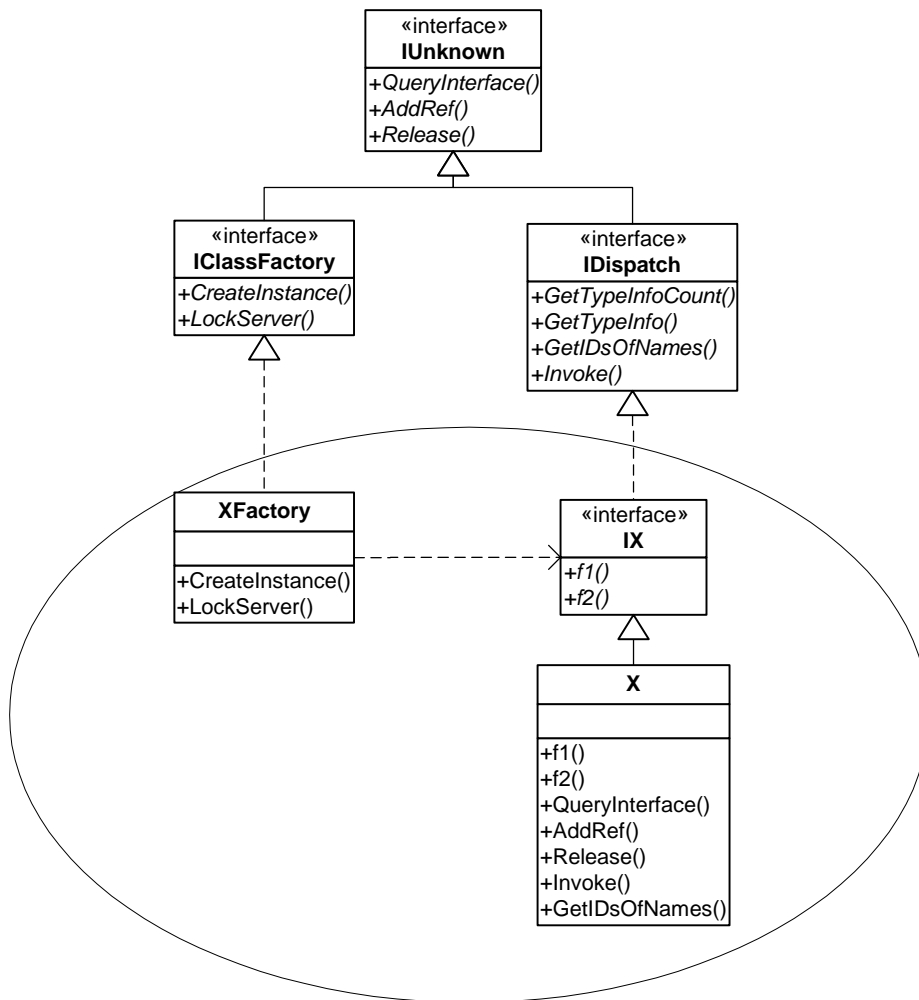 «interface»
IUnknown
+QueryInterface()
+AddRef()
+Release()
«interface»
IClassFactory
+CreateInstance()
+LockServer()
«interface»
IDispatch
+GetTypeInfoCount()
+GetTypeInfo()
+GetIDsOfNames()
+Invoke()
XFactory
+CreateInstance()
+LockServer()
«interface»
IX
+f1()
+f2()
X
+f1()
+f2()
+QueryInterface()
+AddRef()
+Release()
+Invoke()
+GetIDsOfNames()